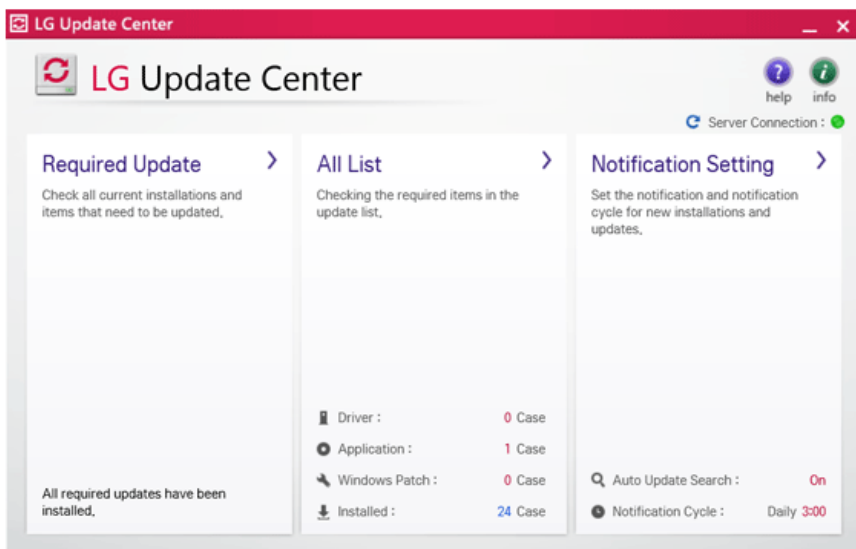 LG Update Center
LG Update Center
help info
Server Connection :
Required Update
Check all current installations and
items that need to be updated.
All required updates have been
installed.
All List
Checking the required items in the
update list.
Driver : 0 Case
Application : 1 Case
Windows Patch : 0 Case
Installed : 24 Case
Notification Setting
Set the notification and notification
cycle for new installations and
updates.
Auto Update Search : On
Notification Cycle : Daily 3:00